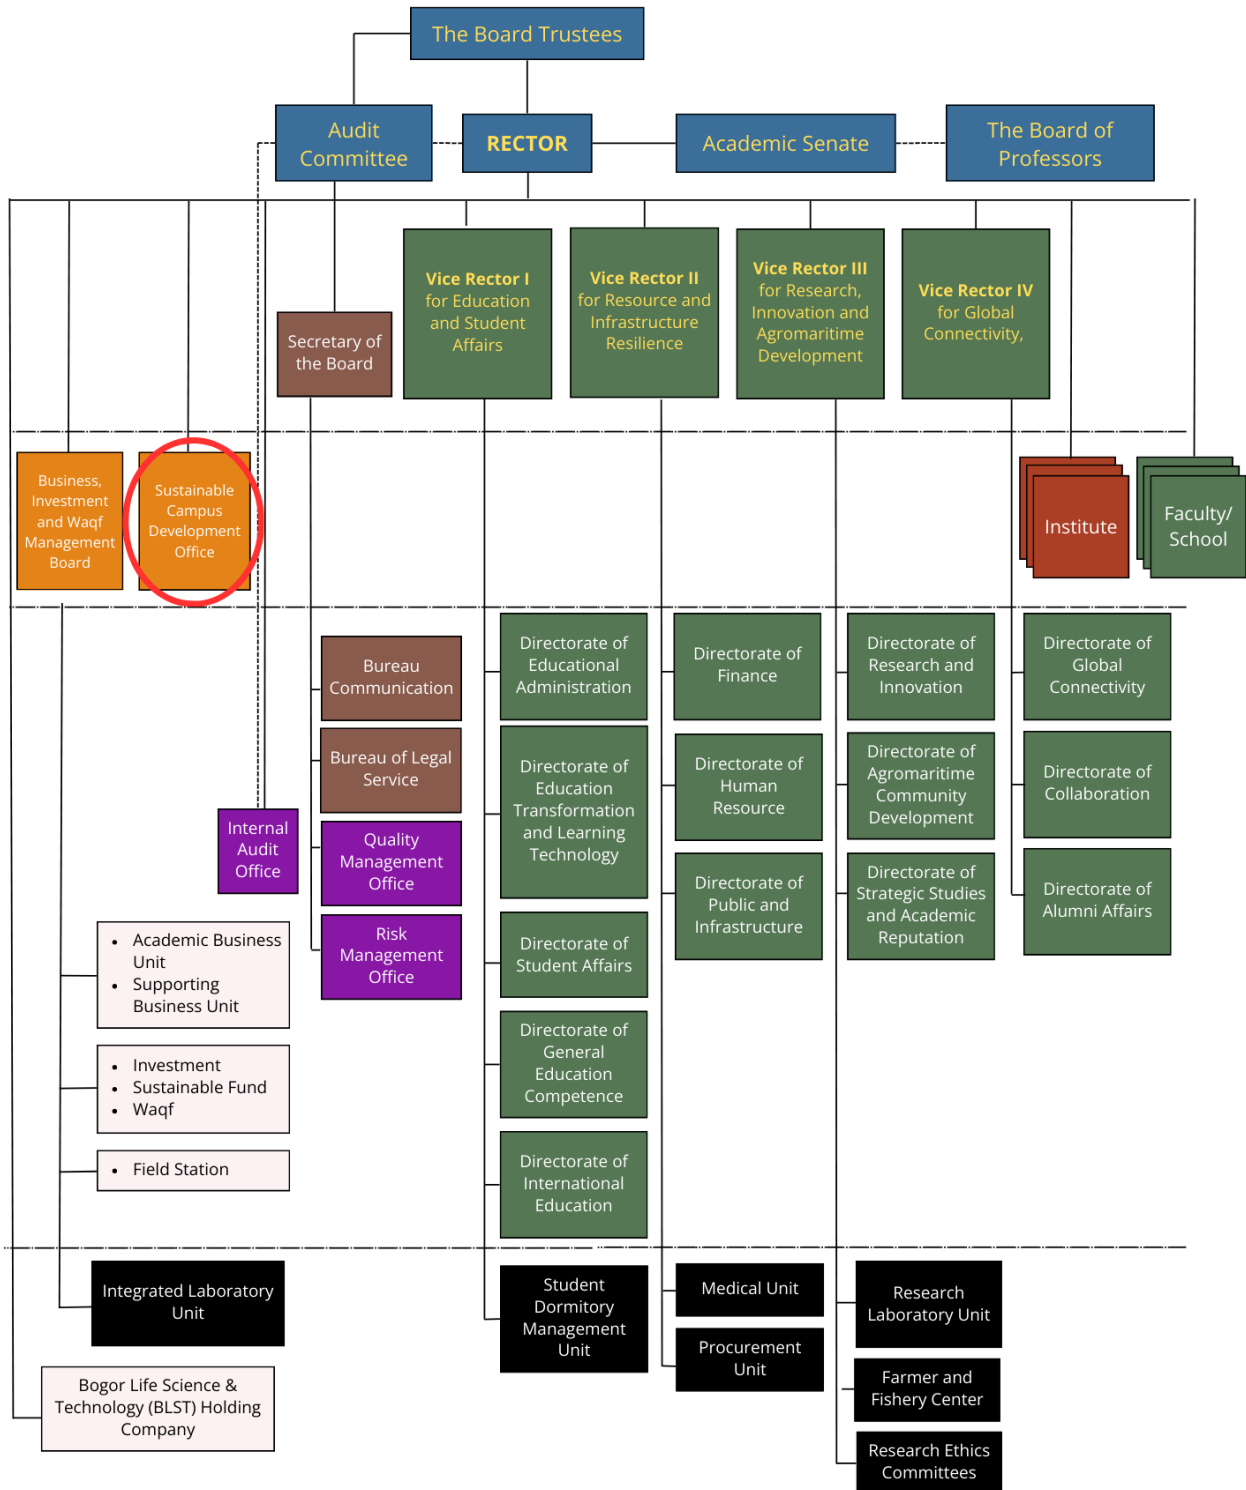 The Board Trustees
Audit
Committee
RECTOR
Academic Senate
The Board of
Professors
Vice Rector I
for Education
and Student
Affairs
Vice Rector II
for Resource and
Infrastructure
Resilience
Vice Rector III
for Research,
Innovation and
Agromaritime
Development
Vice Rector IV
for Global
Connectivity,
Secretary of
the Board
Business,
Investment
and Waqf
Management
Board
Sustainable
Campus
Development
Office
Institute
Faculty/
School
Bureau
Communication
Bureau of Legal
Service
Internal
Audit
Office
Quality
Management
Office
Risk
Management
Office
Directorate of
Educational
Administration
Directorate of
Education
Transformation
and Learning
Technology
Directorate of
Student Affairs
Directorate of
General
Education
Competence
Directorate of
International
Education
Directorate of
Finance
Directorate of
Human
Resource
Directorate of
Public and
Infrastructure
Directorate of
Research and
Innovation
Directorate of
Agromaritime
Community
Development
Directorate of
Strategic Studies
and Academic
Reputation
Directorate of
Global
Connectivity
Directorate of
Collaboration
Directorate of
Alumni Affairs
• Academic Business
Unit
• Supporting
Business Unit
• Investment
• Sustainable Fund
• Waqf
• Field Station
Integrated Laboratory
Unit
Bogor Life Science &
Technology (BLST) Holding
Company
Student
Dormitory
Management
Unit
Medical Unit
Procurement
Unit
Research
Laboratory Unit
Farmer and
Fishery Center
Research Ethics
Committees